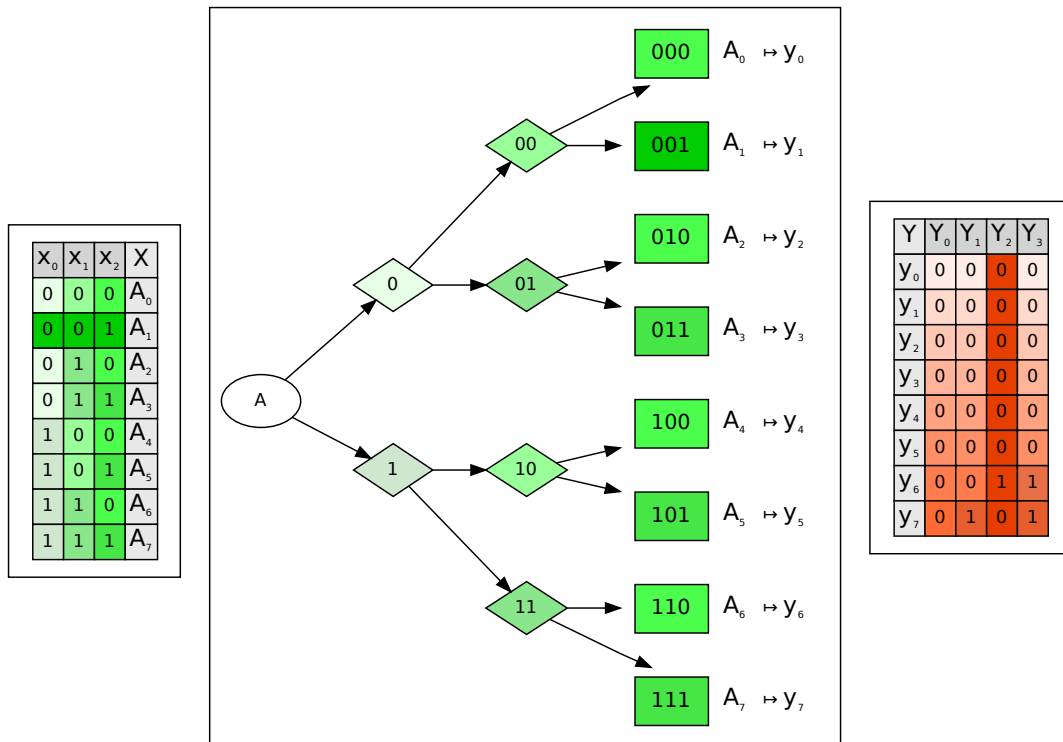 x₀ x₁ x₂ X
0 0 0 A₀
0 0 1 A₁
0 1 0 A₂
0 1 1 A₃
1 0 0 A₄
1 0 1 A₅
1 1 0 A₆
1 1 1 A₇
000 A₀ ↦ y₀
00
001 A₁ ↦ y₁
010 A₂ ↦ y₂
0 01
011 A₃ ↦ y₃
A
100 A₄ ↦ y₄
1 10
101 A₅ ↦ y₅
11
110 A₆ ↦ y₆
111 A₇ ↦ y₇
Y Y₀ Y₁ Y₂ Y₃
y₀ 0 0 0 0
y₁ 0 0 0 0
y₂ 0 0 0 0
y₃ 0 0 0 0
y₄ 0 0 0 0
y₅ 0 0 0 0
y₆ 0 0 1 1
y₇ 0 1 0 1